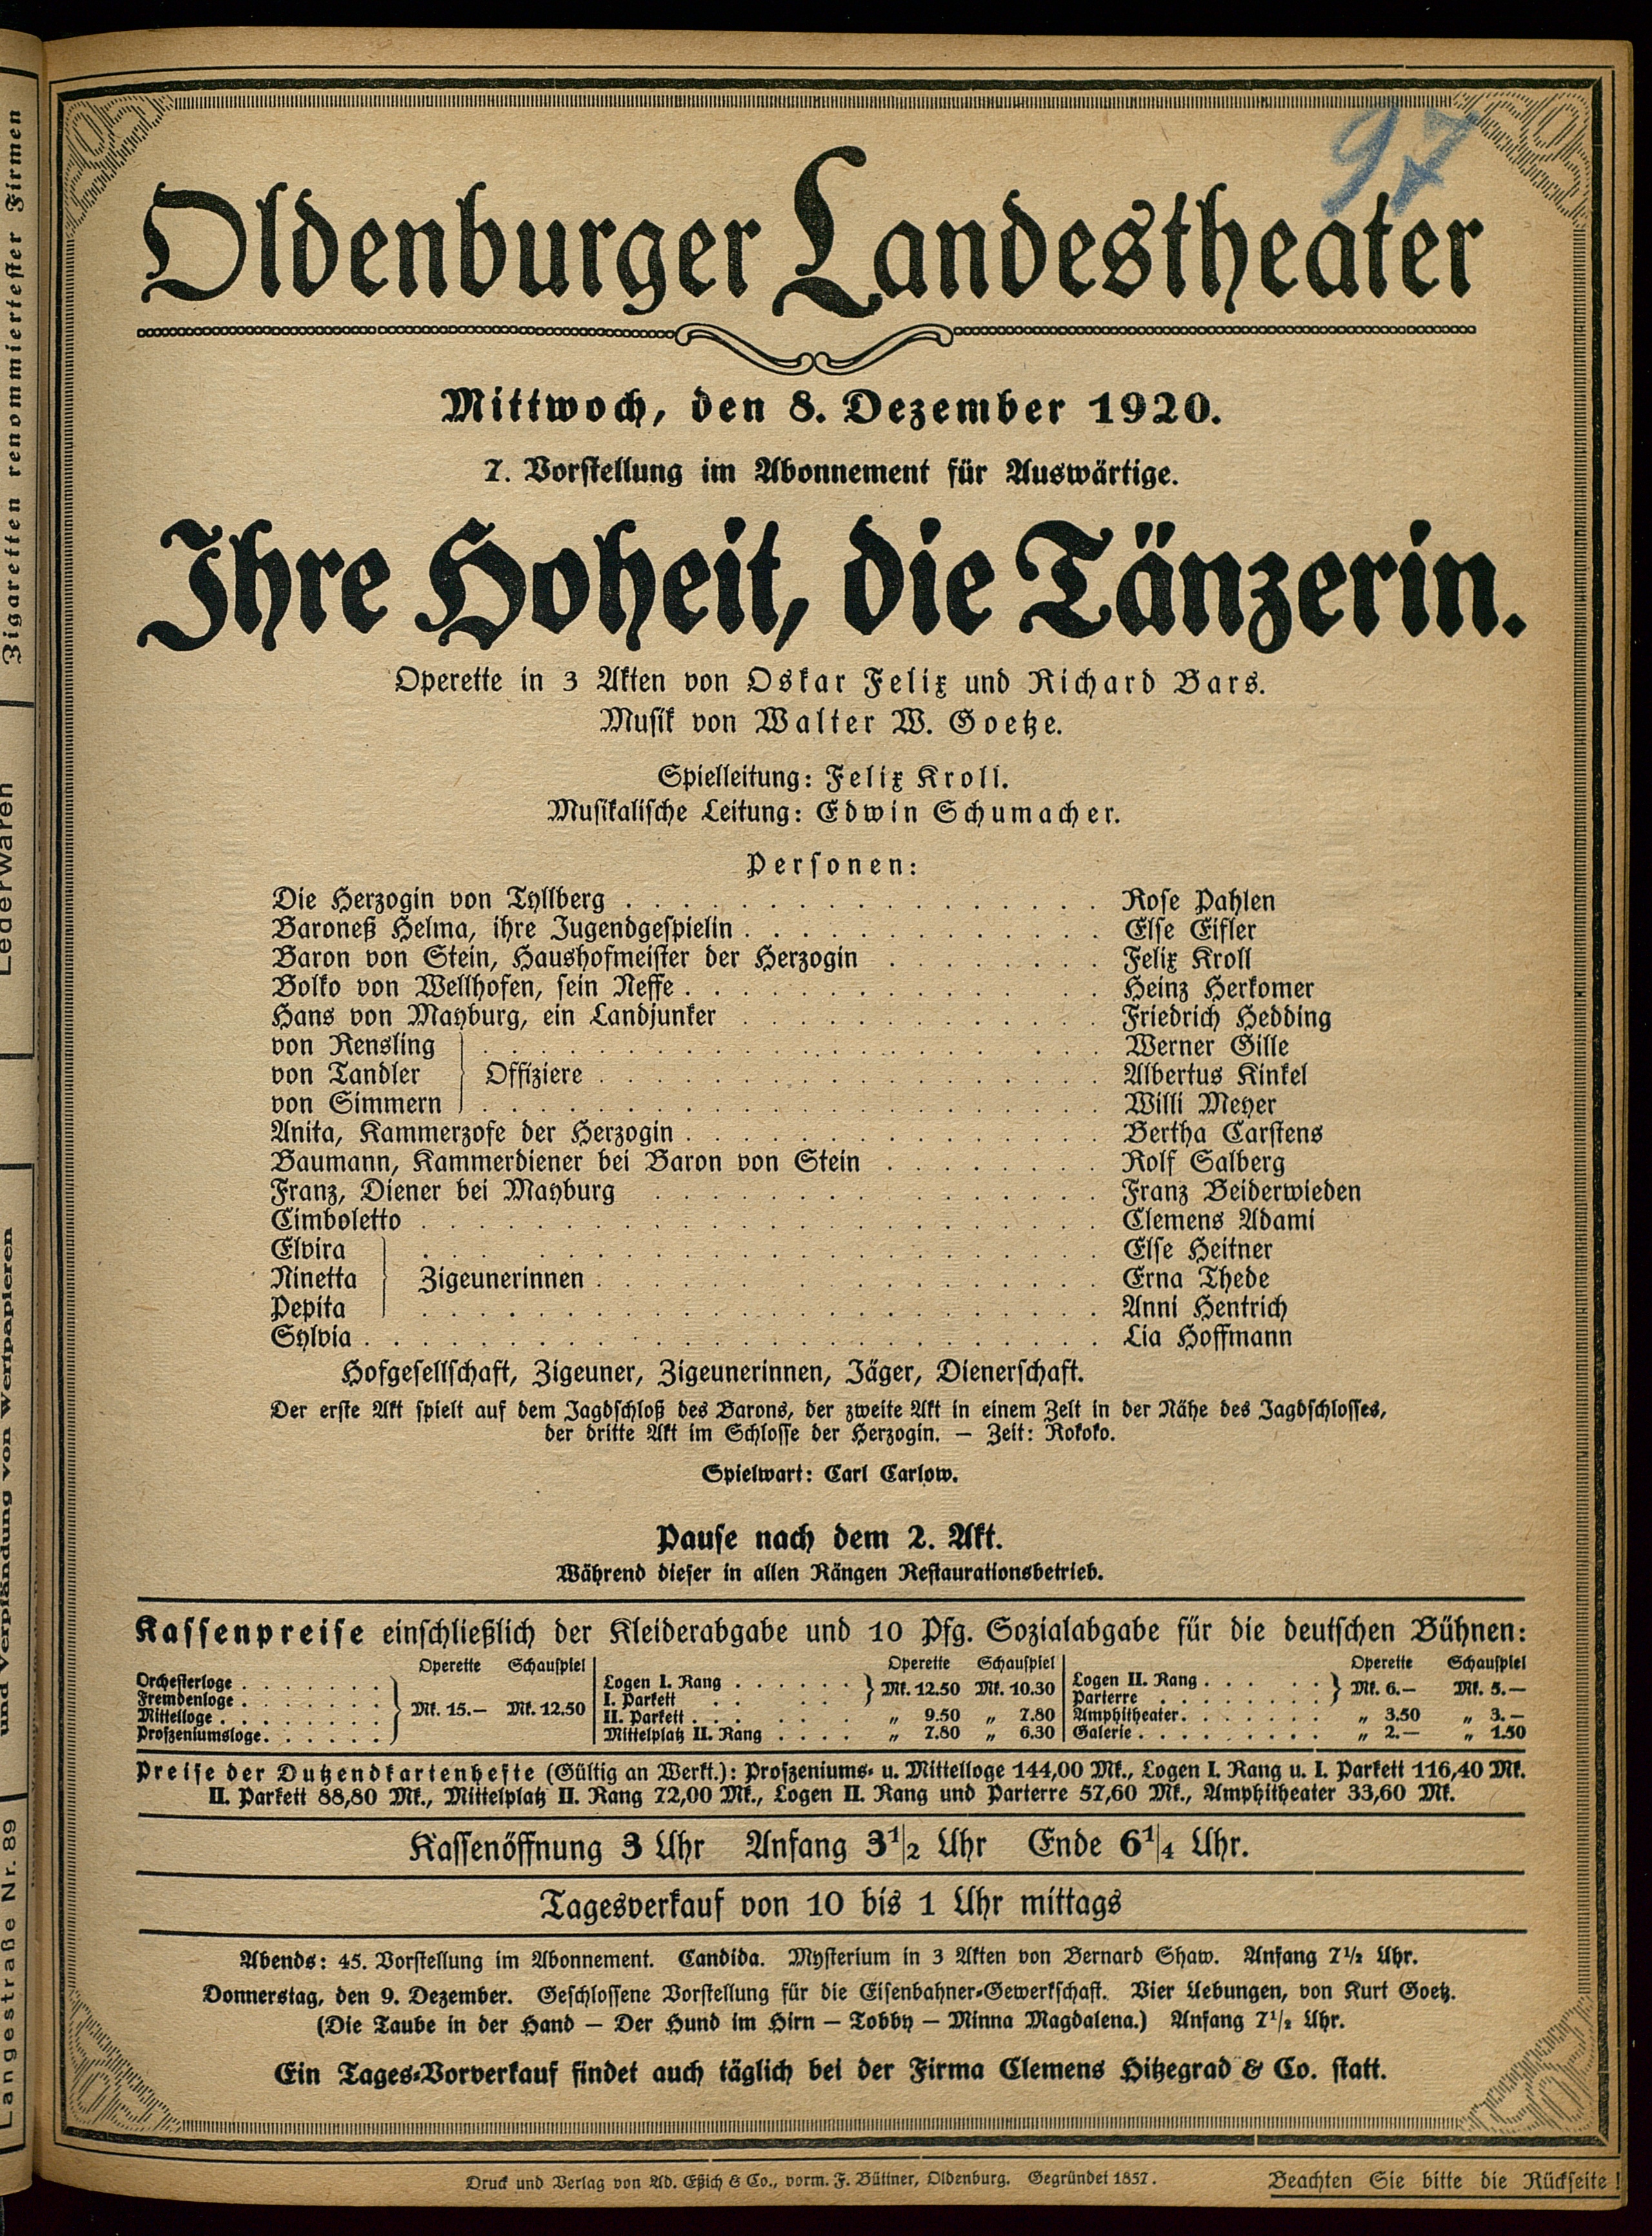 97
Oldenburger Landestheater
Mittwoch, den 8. Dezember 1920.
7. Vorstellung im Abonnement für Auswärtige.
Ihre Hoheit, die Tänzerin.
Operette in 3 Akten von Oskar Felix und Richard Bars.
Musik von Walter W. Goetze.
Spielleitung: Felix Kroll.
Musikalische Leitung: Edwin Schumacher.
Personen:
Die Herzogin von Tyllberg . . . . . Rose Pahlen
Baroneß Helma, ihre Jugendgespielin . . . . . Else Eifler
Baron von Stein, Haushofmeister der Herzogin . . . . . Felix Kroll
Bolko von Wellhofen, sein Neffe . . . . . Heinz Herkomer
Hans von Mayburg, ein Landjunker . . . . . Friedrich Hedding
von Rensling . . . . . Werner Gille
von Tandler } Offiziere . . . . . Albertus Kinkel
von Simmern . . . . . Willi Meyer
Anita, Kammerzofe der Herzogin . . . . . Bertha Carstens
Baumann, Kammerdiener bei Baron von Stein . . . . . Rolf Salberg
Franz, Diener bei Mayburg . . . . . Franz Beiderwieden
Cimboletto . . . . . Clemens Adami
Elvira . . . . . Else Heitner
Ninetta } Zigeunerinnen . . . . . Erna Thede
Pepita . . . . . Anni Hentrich
Sylvia . . . . . Lia Hoffmann
Hofgesellschaft, Zigeuner, Zigeunerinnen, Jäger, Dienerschaft.
Der erste Akt spielt auf dem Jagdschloß des Barons, der zweite Akt in einem Zelt in der Nähe des Jagdschlosses,
der dritte Akt im Schlosse der Herzogin. — Zeit: Rokoko.
Spielwart: Carl Carlow.
Pause nach dem 2. Akt.
Während dieser in allen Rängen Restaurationsbetrieb.
Kassenpreise einschließlich der Kleiderabgabe und 10 Pfg. Sozialabgabe für die deutschen Bühnen:
Operette Schauspiel
Orchesterloge . . . . .
Fremdenloge . . . . .
Mittelloge . . . . .
Proszeniumsloge . . . . .
} Mk. 15.— Mk. 12.50
Operette Schauspiel
Logen I. Rang . . . . .
I. Parkett . . . . .
} Mk. 12.50 Mk. 10.30
II. Parkett . . . . . „ 9.50 „ 7.80
Mittelplatz II. Rang . . . . „ 7.80 „ 6.30
Operette Schauspiel
Logen II. Rang . . . . .
Parterre . . . . .
} Mk. 6.— Mk. 5.—
Amphitheater . . . . . „ 3.50 „ 3.—
Galerie . . . . . „ 2.— „ 1.50
Preise der Dutzendkartenhefte (Gültig an Werkt.): Proszeniums- u. Mittelloge 144,00 Mk., Logen I. Rang u. I. Parkett 116,40 Mk.
II. Parkett 88,80 Mk., Mittelplatz II. Rang 72,00 Mk., Logen II. Rang und Parterre 57,60 Mk., Amphitheater 33,60 Mk.
Kassenöffnung 3 Uhr Anfang 3 1/2 Uhr Ende 6 1/4 Uhr.
Tagesverkauf von 10 bis 1 Uhr mittags
Abends: 45. Vorstellung im Abonnement. Candida. Mysterium in 3 Akten von Bernard Shaw. Anfang 7 1/2 Uhr.
Donnerstag, den 9. Dezember. Geschlossene Vorstellung für die Eisenbahner-Gewerkschaft. Vier Uebungen, von Kurt Goetz.
(Die Taube in der Hand — Der Hund im Hirn — Tobby — Minna Magdalena.) Anfang 7 1/2 Uhr.
Ein Tages-Vorverkauf findet auch täglich bei der Firma Clemens Hitzegrad & Co. statt.
Druck und Verlag von Ad. Eßich & Co., vorm. F. Büttner, Oldenburg. Gegründet 1857.
Beachten Sie bitte die Rückseite!
Zigaretten renommiertester Firmen
Lederwaren
und Verpfändung von Wertpapieren
Langestraße Nr. 89